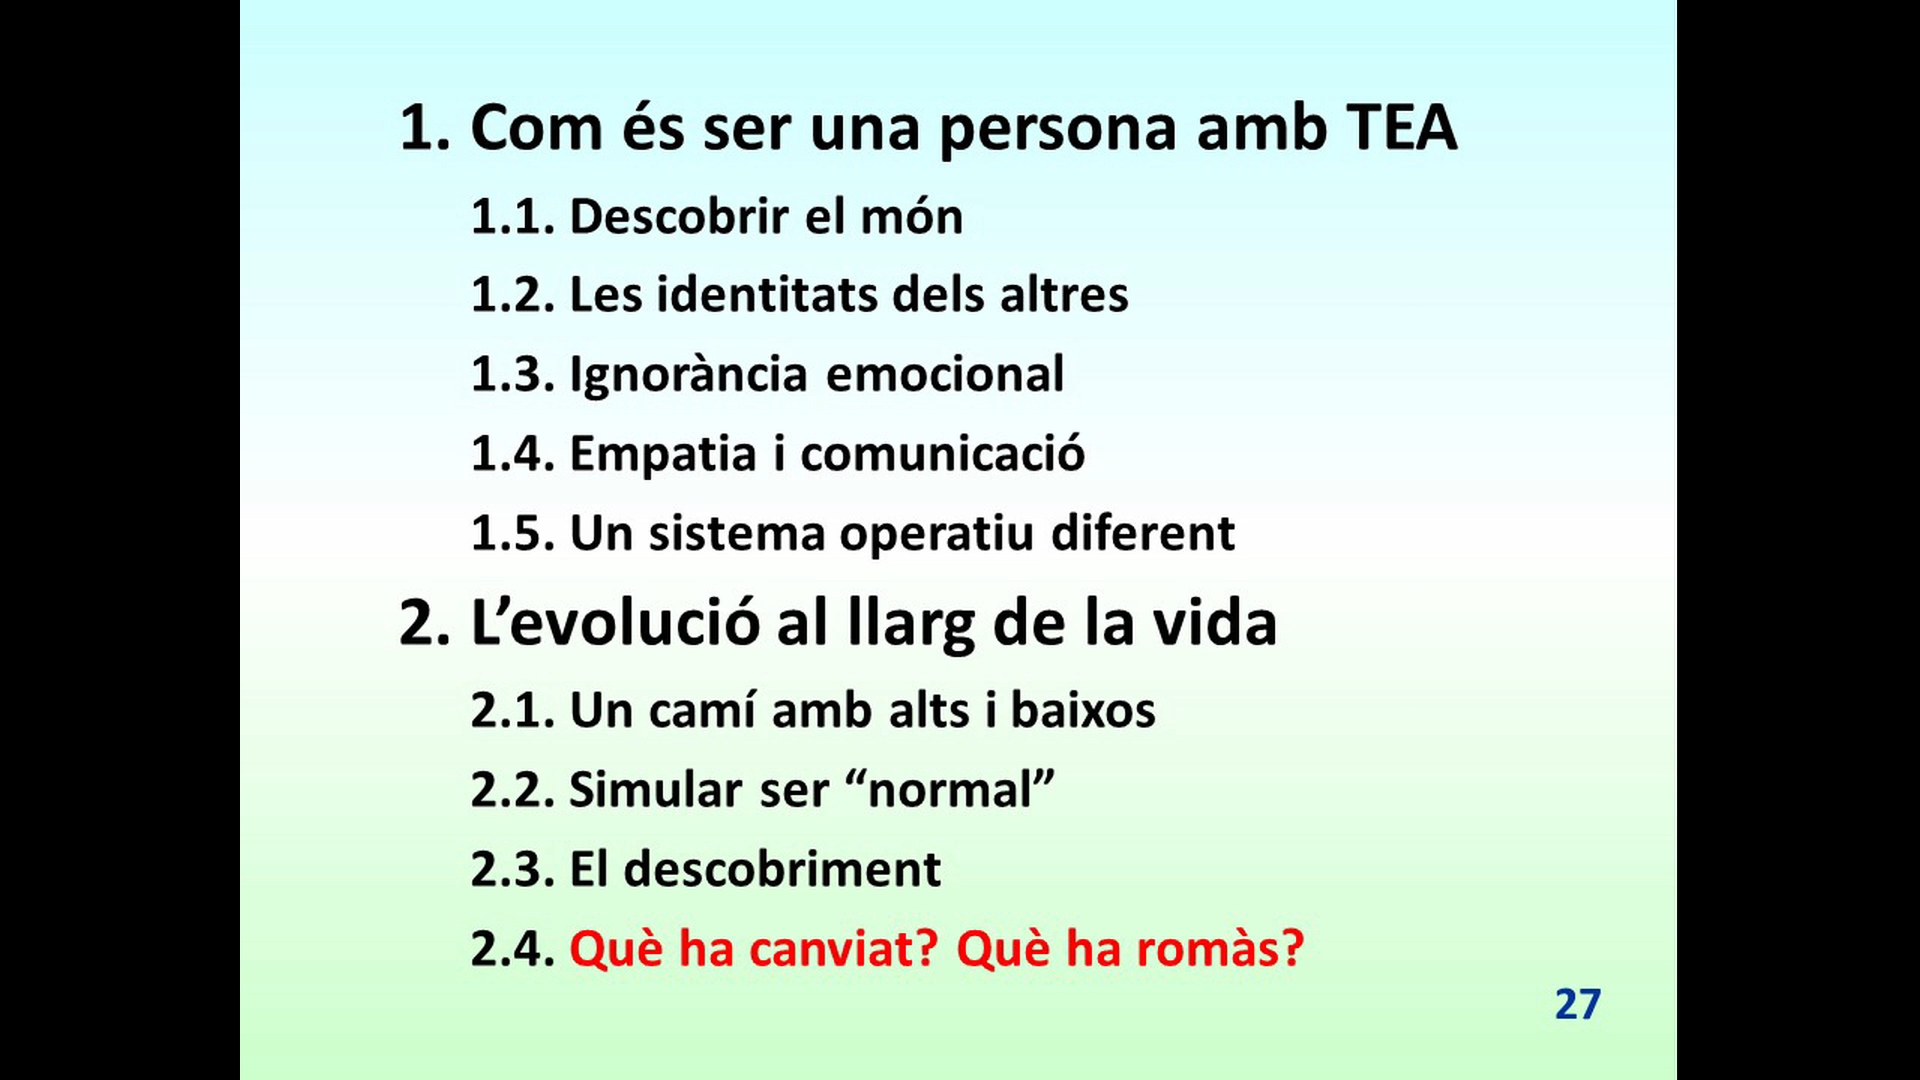 1. Com és ser una persona amb TEA
1.1. Descobrir el món
1.2. Les identitats dels altres
1.3. Ignorància emocional
1.4. Empatia i comunicació
1.5. Un sistema operatiu diferent
2. L’evolució al llarg de la vida
2.1. Un camí amb alts i baixos
2.2. Simular ser “normal”
2.3. El descobriment
2.4. Què ha canviat? Què ha romàs?
27